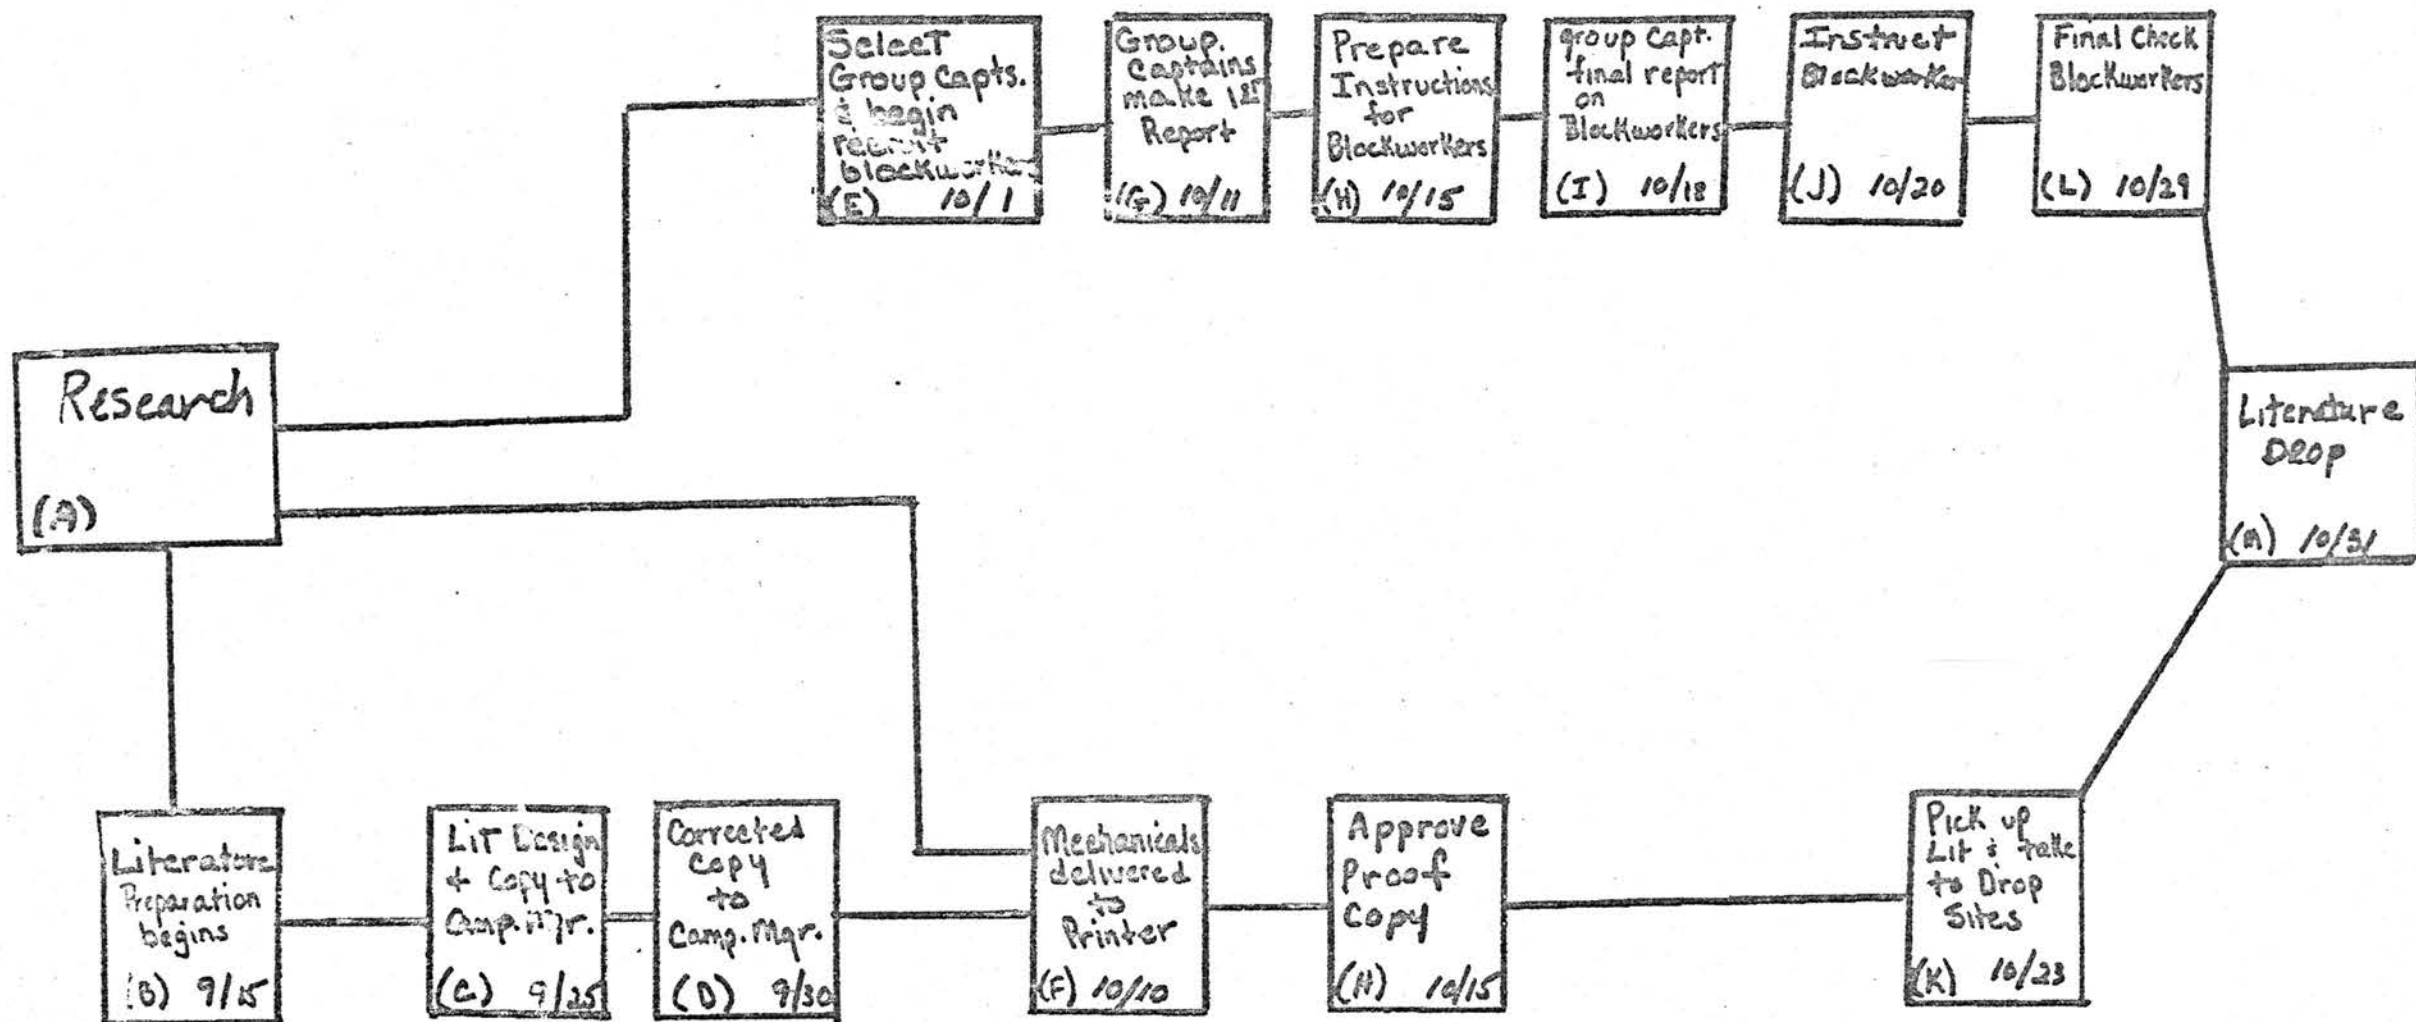 Select
Group Capts.
& begin
recruit
blockworkers
(E) 10/1
Group.
Captains
make 1st
Report
(G) 10/11
Prepare
Instructions
for
Blockworkers
(H) 10/15
group Capt.
final report
on
Blockworkers
(I) 10/18
Instruct
Blockworker
(J) 10/20
Final Check
Blockworkers
(L) 10/29
Research
(A)
Literature
Drop
(M) 10/31
Literature
Preparation
begins
(B) 9/15
Lit Design
+ Copy to
Camp. Mgr.
(C) 9/25
Corrected
Copy
to
Camp. Mgr.
(D) 9/30
Mechanicals
delivered
to
Printer
(F) 10/10
Approve
Proof
Copy
(H) 10/15
Pick up
Lit & take
to Drop
Sites
(K) 10/23